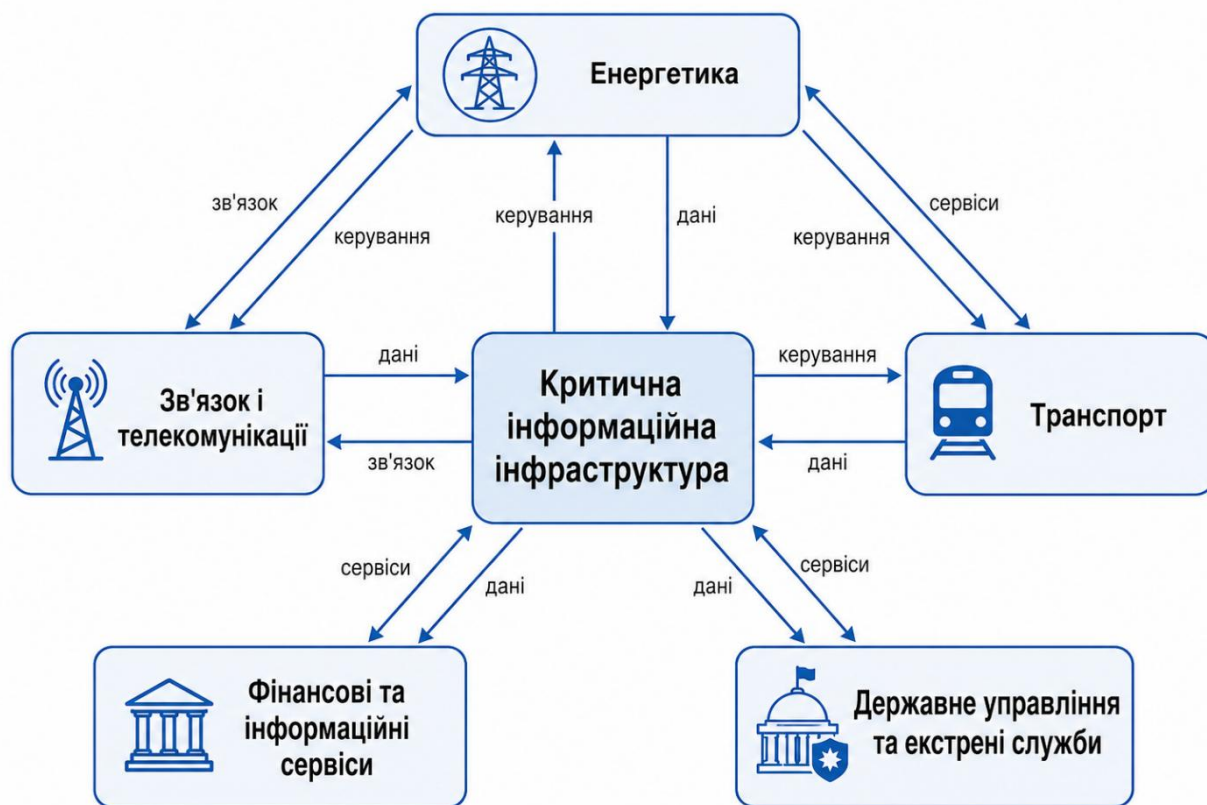 Енергетика
зв'язок
керування
керування
дані
сервіси
керування
Зв'язок і
телекомунікації
дані
зв'язок
Критична
інформаційна
інфраструктура
керування
дані
Транспорт
сервіси
дані
дані
сервіси
Фінансові та
інформаційні
сервіси
Державне управління
та екстрені служби